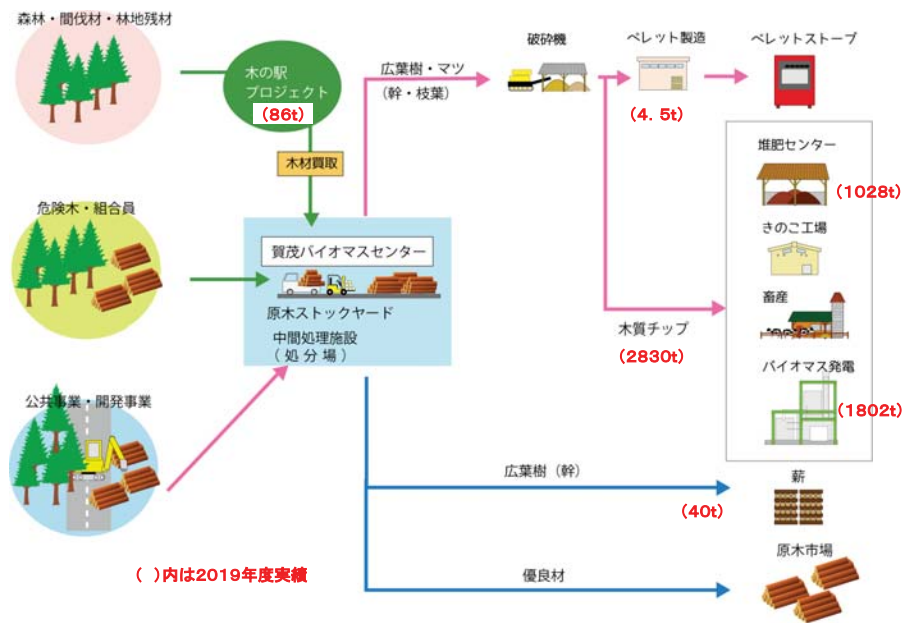 森林・間伐材・林地残材
木の駅
プロジェクト
(86t)
木材買取
広葉樹・マツ
(幹・枝葉)
破砕機
ペレット製造
(4.5t)
ペレットストーブ
堆肥センター
(1028t)
きのこ工場
畜産
バイオマス発電
(1802t)
木質チップ
(2830t)
危険木・組合員
賀茂バイオマスセンター
原木ストックヤード
中間処理施設
(処分場)
公共事業・開発事業
広葉樹(幹)
(40t)
薪
原木市場
優良材
( )内は2019年度実績